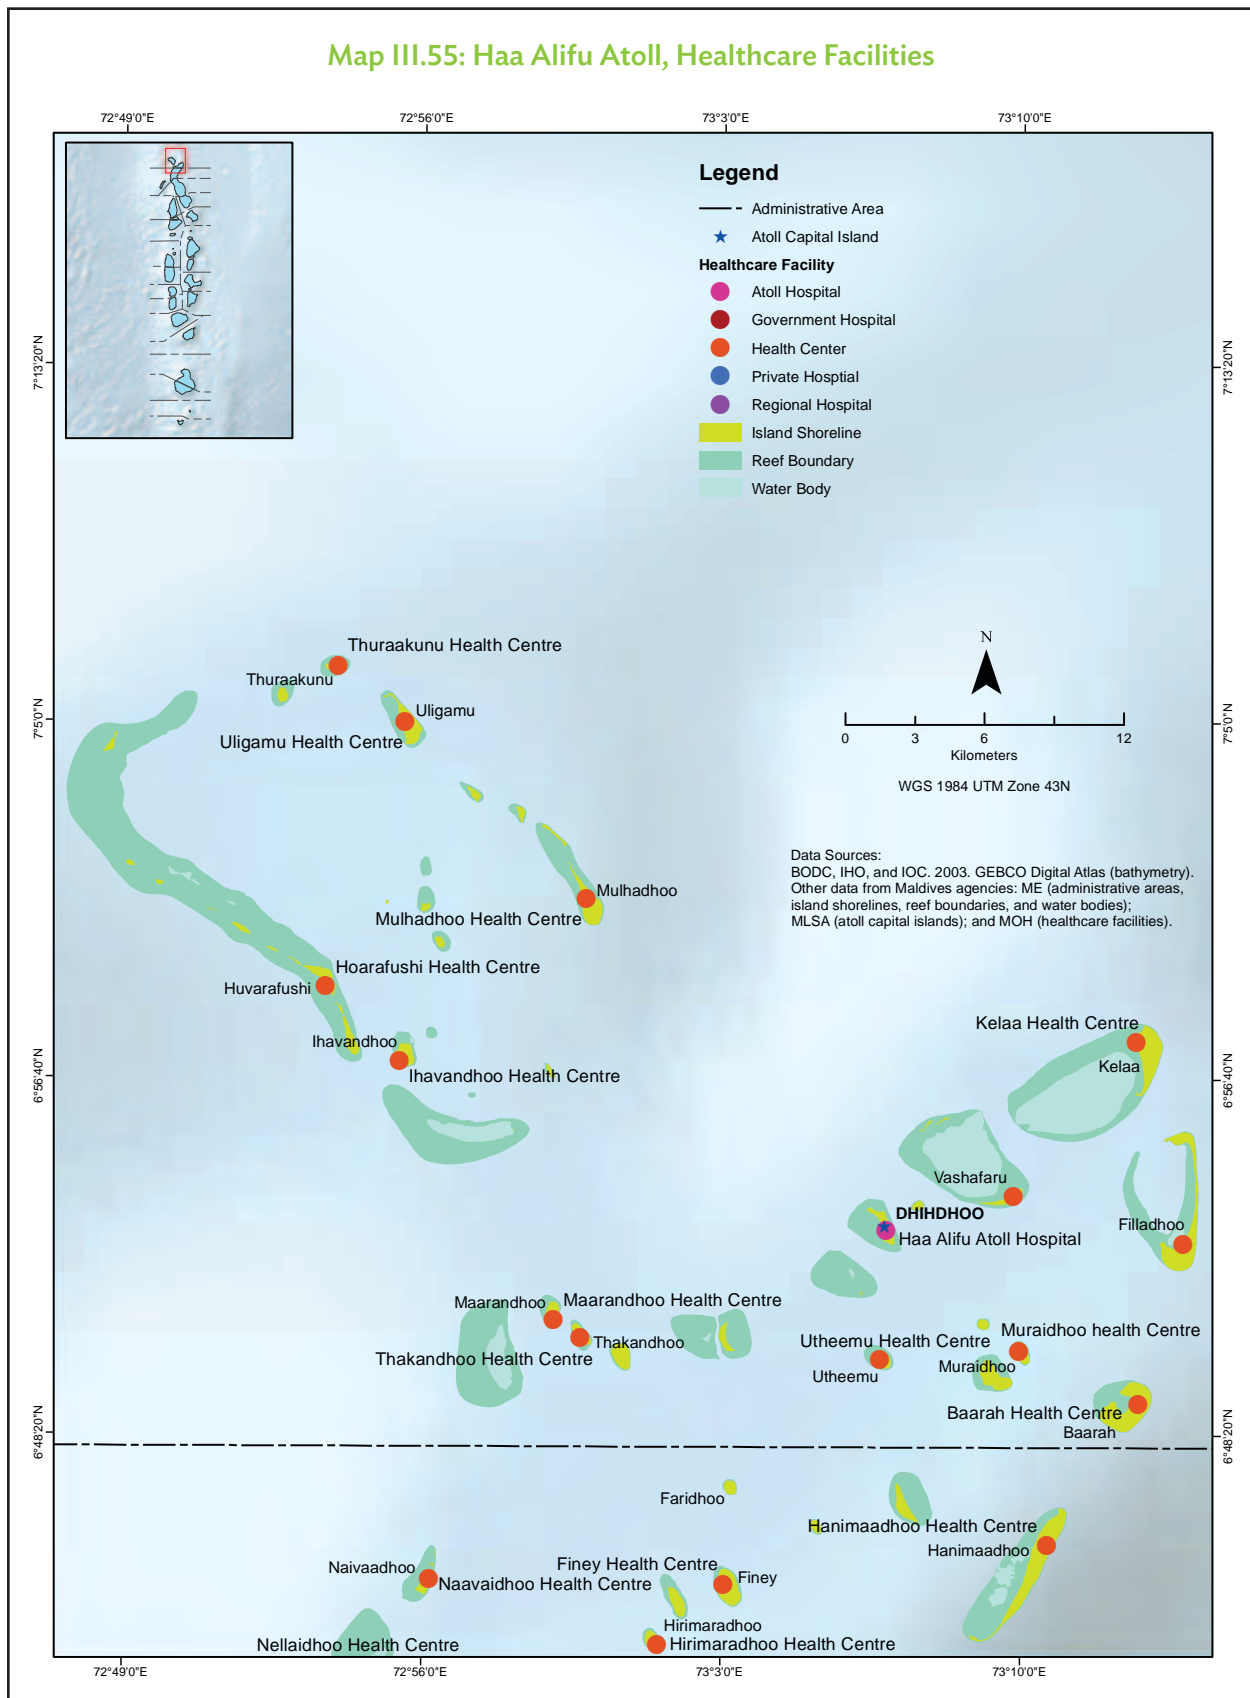 Map III.55: Haa Alifu Atoll, Healthcare Facilities
72°49'0"E
72°56'0"E
73°3'0"E
73°10'0"E
Legend
Administrative Area
Atoll Capital Island
Healthcare Facility
Atoll Hospital
Government Hospital
Health Center
Private Hosptial
Regional Hospital
Island Shoreline
Reef Boundary
Water Body
7°13'20"N
7°13'20"N
Thuraakunu Health Centre
Thuraakunu
Uligamu
Uligamu Health Centre
7°5'0"N
7°5'0"N
N
0
3
6
12
Kilometers
WGS 1984 UTM Zone 43N
Data Sources:
BODC, IHO, and IOC. 2003. GEBCO Digital Atlas (bathymetry).
Other data from Maldives agencies: ME (administrative areas,
island shorelines, reef boundaries, and water bodies);
MLSA (atoll capital islands); and MOH (healthcare facilities).
Mulhadhoo
Mulhadhoo Health Centre
Hoarafushi Health Centre
Huvarafushi
Ihavandhoo
Ihavandhoo Health Centre
Kelaa Health Centre
Kelaa
6°56'40"N
6°56'40"N
Vashafaru
DHIHDHOO
Haa Alifu Atoll Hospital
Filladhoo
Maarandhoo
Maarandhoo Health Centre
Thakandhoo
Thakandhoo Health Centre
Utheemu Health Centre
Utheemu
Muraidhoo health Centre
Muraidhoo
Baarah Health Centre
Baarah
6°48'20"N
6°48'20"N
Faridhoo
Hanimaadhoo Health Centre
Hanimaadhoo
Naivaadhoo
Naavaidhoo Health Centre
Finey Health Centre
Finey
Hirimaradhoo
Hirimaradhoo Health Centre
Nellaidhoo Health Centre
72°49'0"E
72°56'0"E
73°3'0"E
73°10'0"E